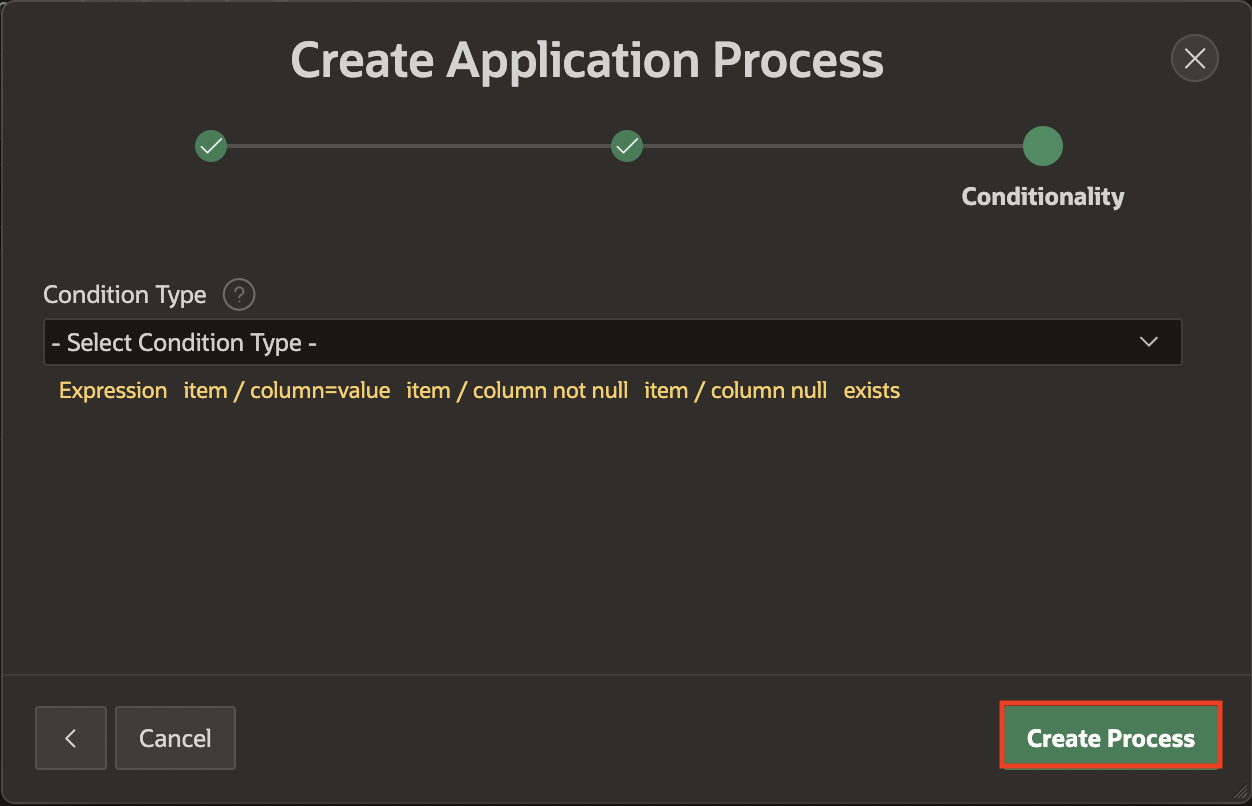 Create Application Process
Conditionality
Condition Type ?
- Select Condition Type -
Expression item / column=value item / column not null item / column null exists
Cancel Create Process